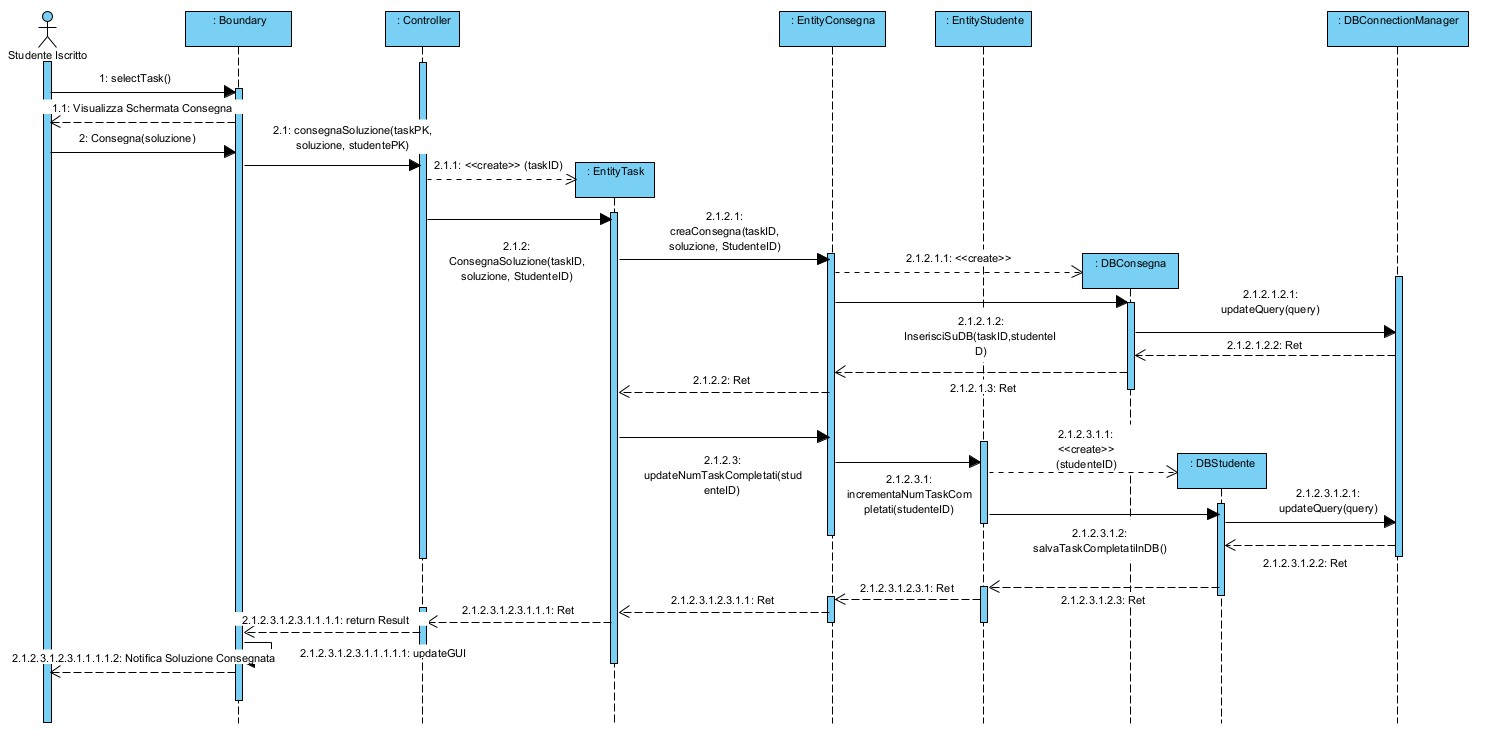 : Boundary
: Controller
: EntityConsegna
: EntityStudente
: DBConnectionManager
Studente Iscritto
1: selectTask()
1.1: Visualizza Schermata Consegna
2: Consegna(soluzione)
2.1: consegnaSoluzione(taskPK,
soluzione, studentePK)
2.1.1: <<create>> (taskID)
: EntityTask
2.1.2:
ConsegnaSoluzione(taskID,
soluzione, StudenteID)
2.1.2.1:
creaConsegna(taskID,
soluzione, StudenteID)
2.1.2.1.1: <<create>>
: DBConsegna
2.1.2.1.2:
InserisciSuDB(taskID,studenteI
D)
2.1.2.1.2.1:
updateQuery(query)
2.1.2.1.2.2: Ret
2.1.2.1.3: Ret
2.1.2.2: Ret
2.1.2.3:
updateNumTaskCompletati(stud
enteID)
2.1.2.3.1:
incrementaNumTaskCom
pletati(studenteID)
2.1.2.3.1.1:
<<create>>
(studenteID)
: DBStudente
2.1.2.3.1.2:
salvaTaskCompletatiInDB()
2.1.2.3.1.2.1:
updateQuery(query)
2.1.2.3.1.2.2: Ret
2.1.2.3.1.2.3: Ret
2.1.2.3.1.2.3.1: Ret
2.1.2.3.1.2.3.1.1: Ret
2.1.2.3.1.2.3.1.1.1: Ret
2.1.2.3.1.2.3.1.1.1.1: return Result
2.1.2.3.1.2.3.1.1.1.1.1: updateGUI
2.1.2.3.1.2.3.1.1.1.1.2: Notifica Soluzione Consegnata